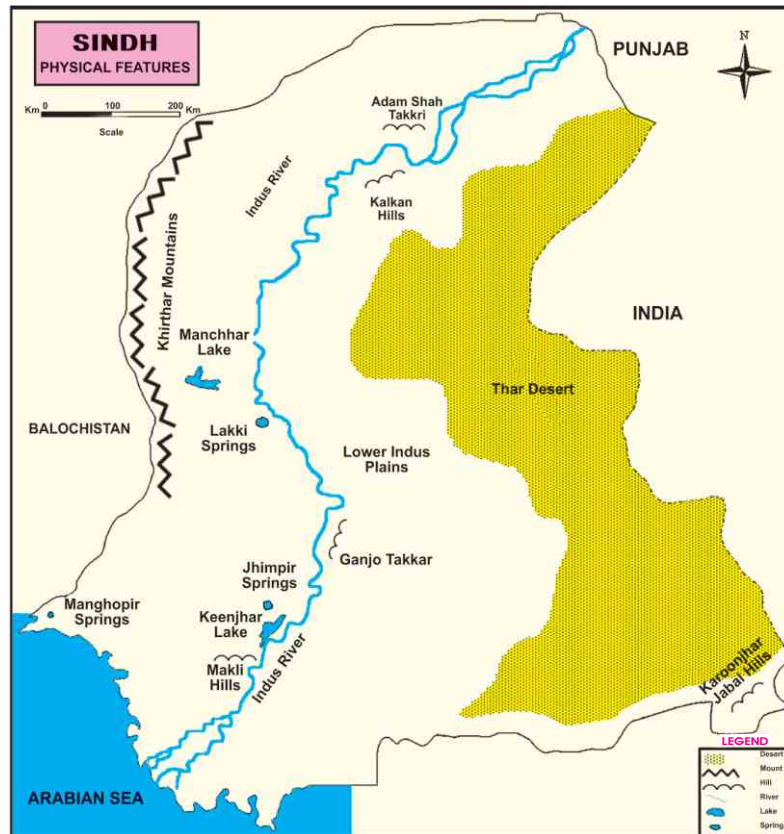 SINDH
PHYSICAL FEATURES
PUNJAB
N
Km 0 100 200 Km
Scale
Adam Shah
Takkri
Indus River
Kalkan
Hills
Khirthar Mountains
INDIA
Manchhar
Lake
Thar Desert
BALOCHISTAN
Lakki
Springs
Lower Indus
Plains
Ganjo Takkar
Jhimpir
Springs
Manghopir
Springs
Keenjhar
Lake
Makli
Hills
Indus River
Karoonjhar
Jabal Hills
ARABIAN SEA
LEGEND
Desert
Mount
Hill
River
Lake
Spring